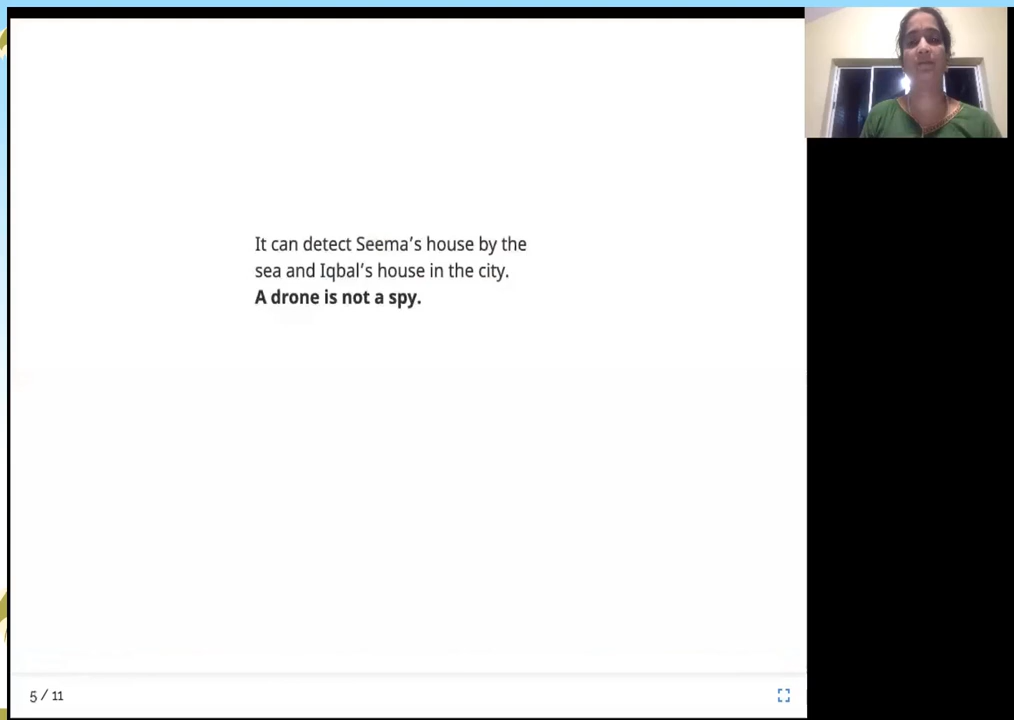 It can detect Seema’s house by the
sea and Iqbal’s house in the city.
A drone is not a spy.
5 / 11